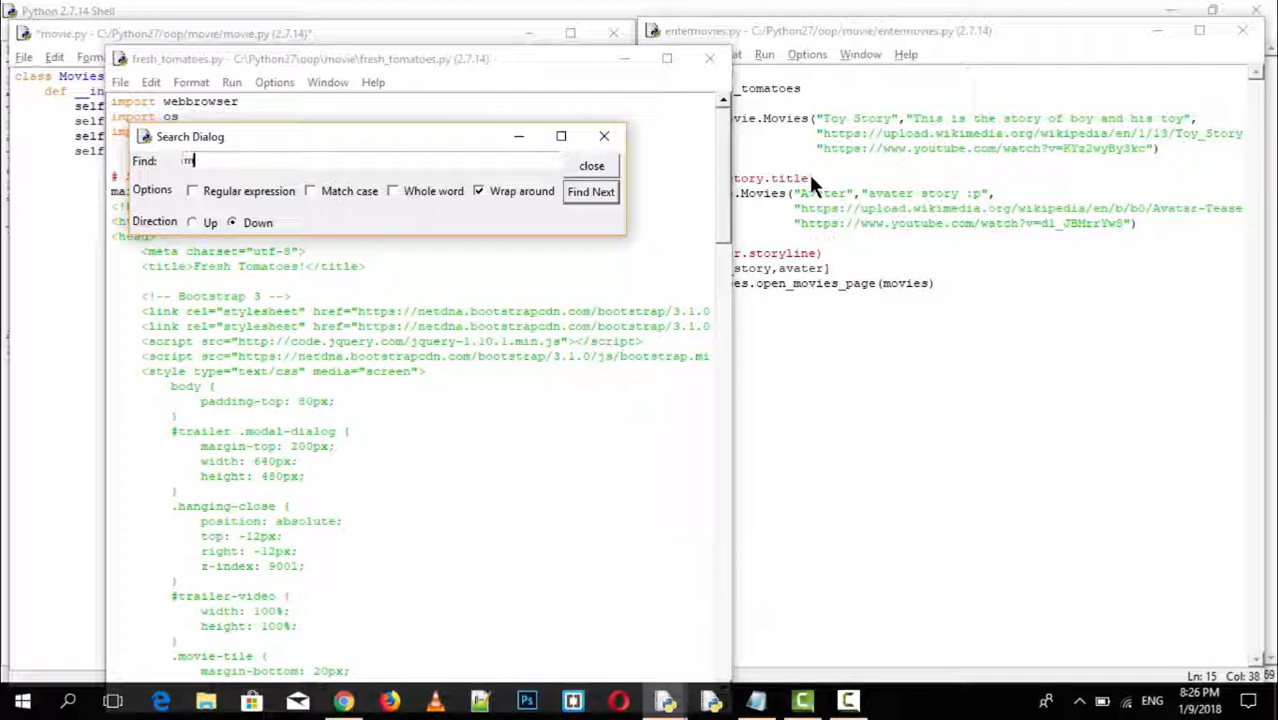 Python 2.7.14 Shell
*movie.py - C:/Python27/oop/movie/movie.py (2.7.14)*
File Edit Form
class Movies
def __in
self
self
self
self
fresh_tomatoes.py - C:\Python27\oop\movie\fresh_tomatoes.py (2.7.14)
File Edit Format Run Options Window Help
import webbrowser
import os
im
Search Dialog
Find: m
close
Options Regular expression Match case Whole word Wrap around Find Next
Direction Up Down
<head>
<meta charset="utf-8">
<title>Fresh Tomatoes!</title>
<!-- Bootstrap 3 -->
<link rel="stylesheet" href="https://netdna.bootstrapcdn.com/bootstrap/3.1.0
<link rel="stylesheet" href="https://netdna.bootstrapcdn.com/bootstrap/3.1.0
<script src="http://code.jquery.com/jquery-1.10.1.min.js"></script>
<script src="https://netdna.bootstrapcdn.com/bootstrap/3.1.0/js/bootstrap.mi
<style type="text/css" media="screen">
body {
padding-top: 80px;
}
#trailer .modal-dialog {
margin-top: 200px;
width: 640px;
height: 480px;
}
.hanging-close {
position: absolute;
top: -12px;
right: -12px;
z-index: 9001;
}
#trailer-video {
width: 100%;
height: 100%;
}
.movie-tile {
margin-bottom: 20px;
entermovies.py - C:/Python27/oop/movie/entermovies.py (2.7.14)
at Run Options Window Help
_tomatoes
vie.Movies("Toy Story","This is the story of boy and his toy",
"https://upload.wikimedia.org/wikipedia/en/1/13/Toy_Story
"https://www.youtube.com/watch?v=KYz2wyBy3kc")
tory.title)
.Movies("Avater","avater story :p",
"https://upload.wikimedia.org/wikipedia/en/b/b0/Avatar-Tease
"https://www.youtube.com/watch?v=d1_JBMrrYw8")
r.storyline)
story,avater]
es.open_movies_page(movies)
Ln: 15 Col: 38
ENG
8:26 PM
1/9/2018